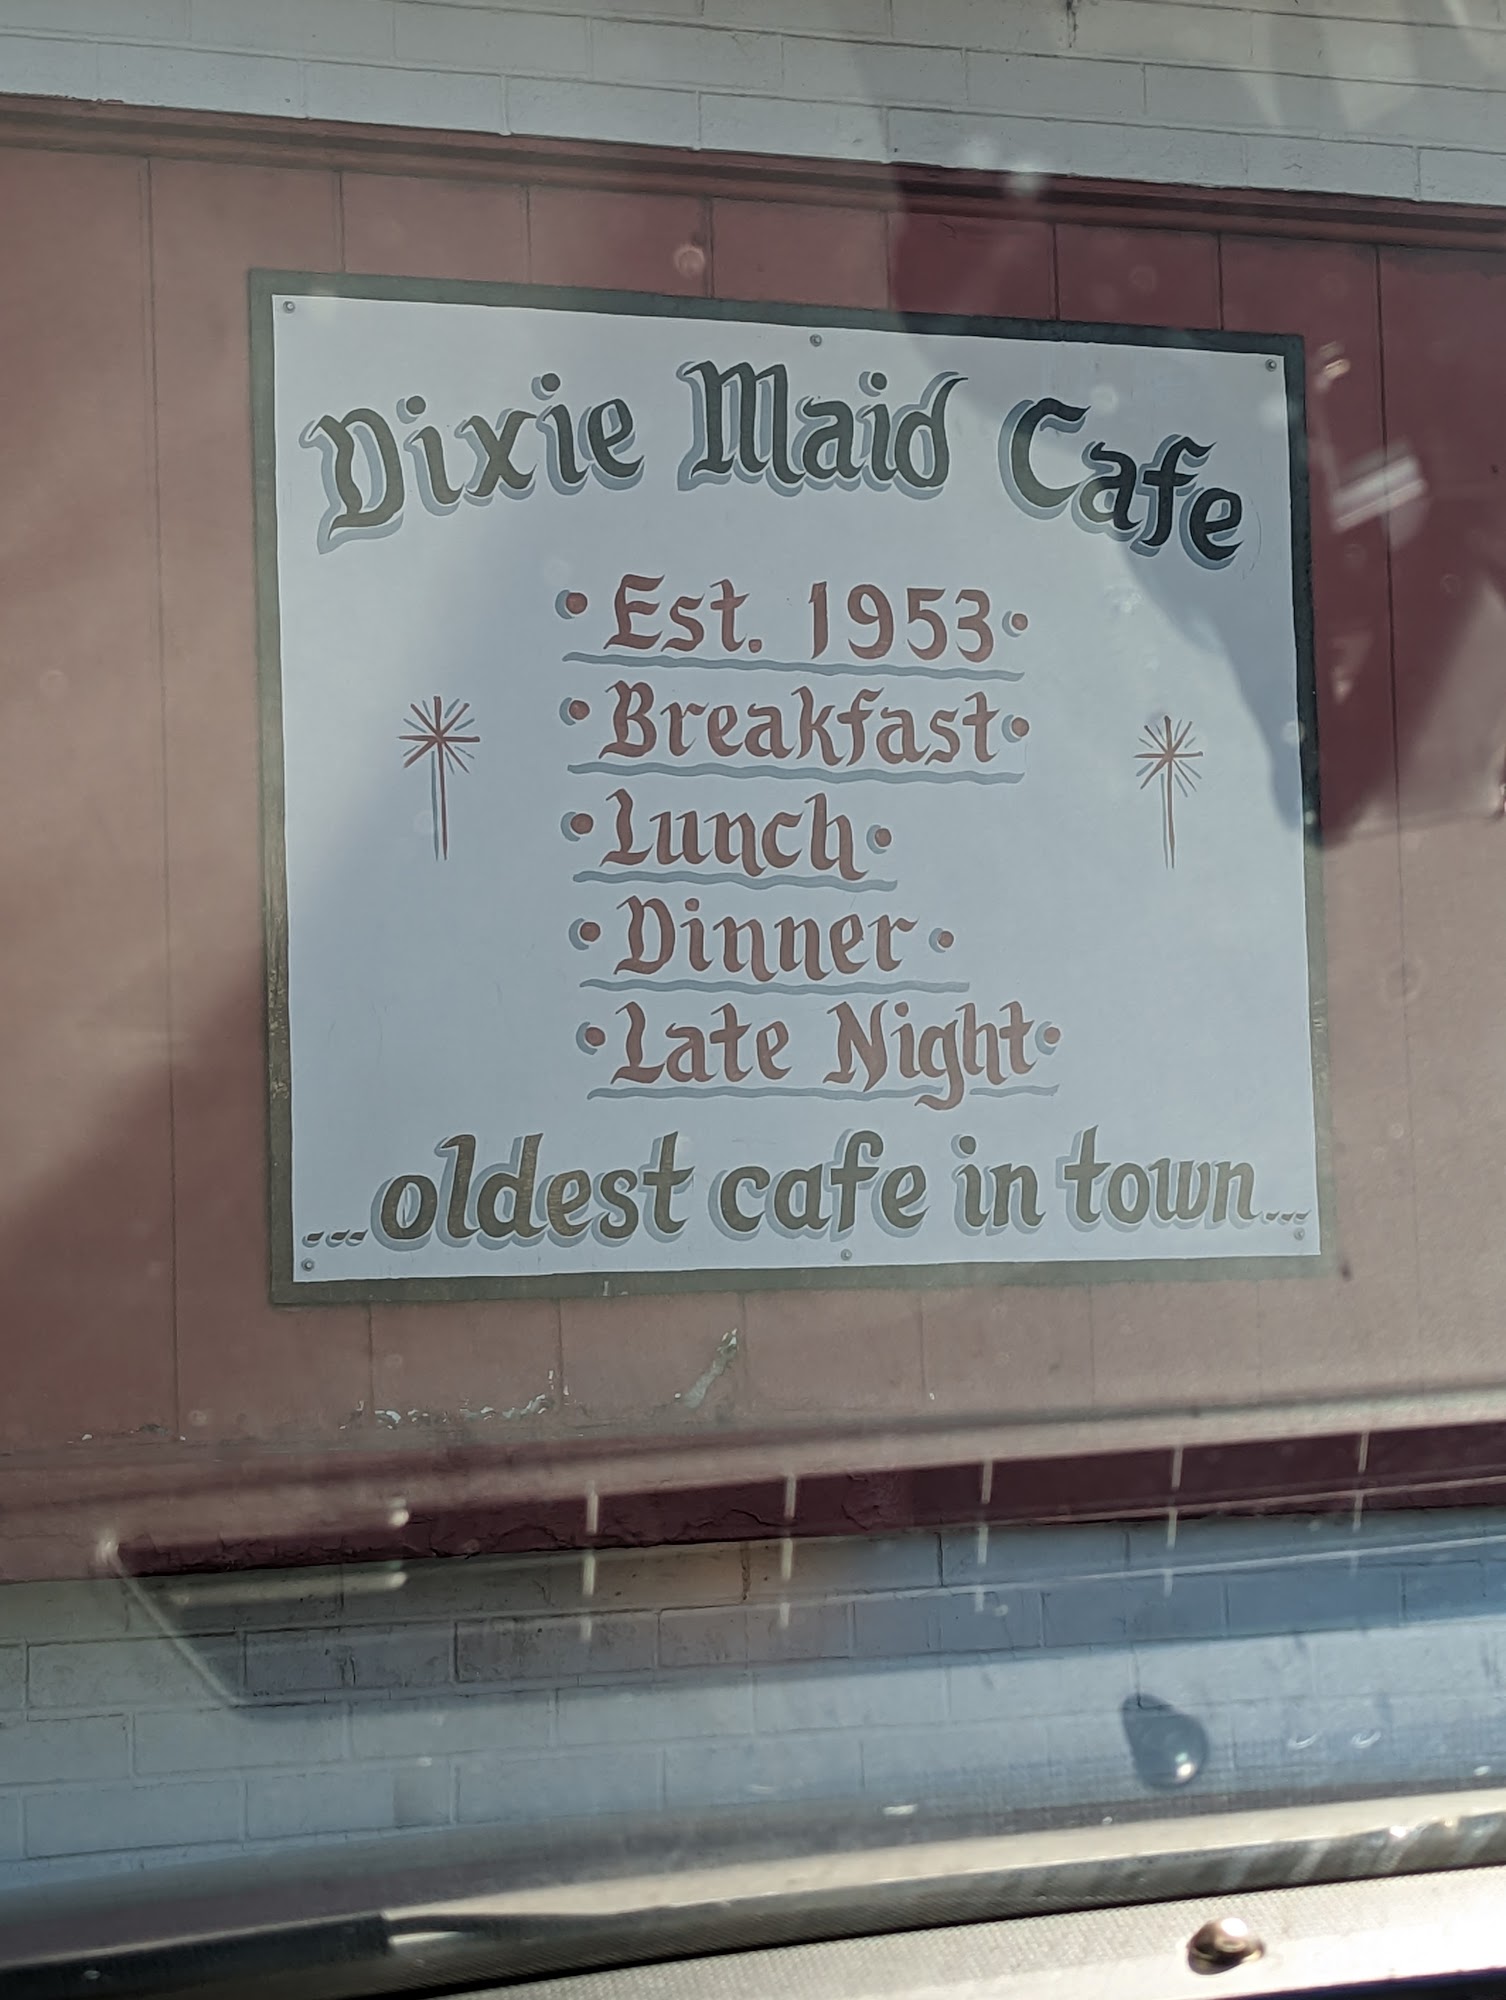 Dixie Maid Cafe
• Est. 1953 •
• Breakfast •
• Lunch •
• Dinner •
• Late Night •
...oldest cafe in town...